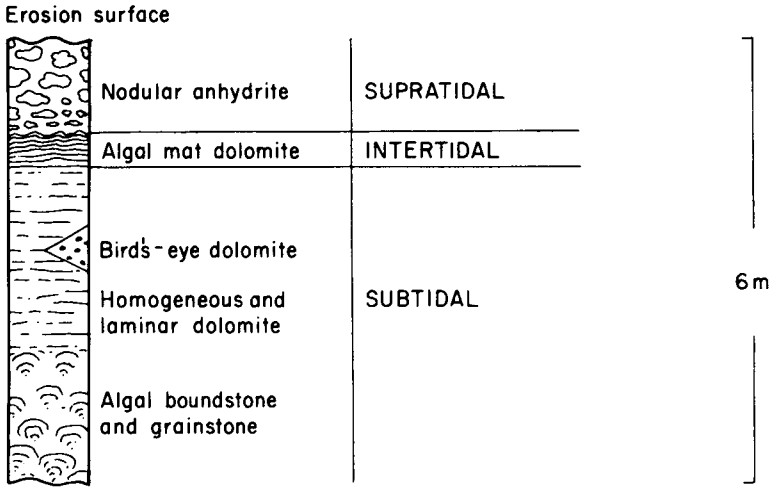 Erosion surface
Nodular anhydrite
SUPRATIDAL
Algal mat dolomite
INTERTIDAL
Bird's-eye dolomite
Homogeneous and
laminar dolomite
SUBTIDAL
6m
Algal boundstone
and grainstone